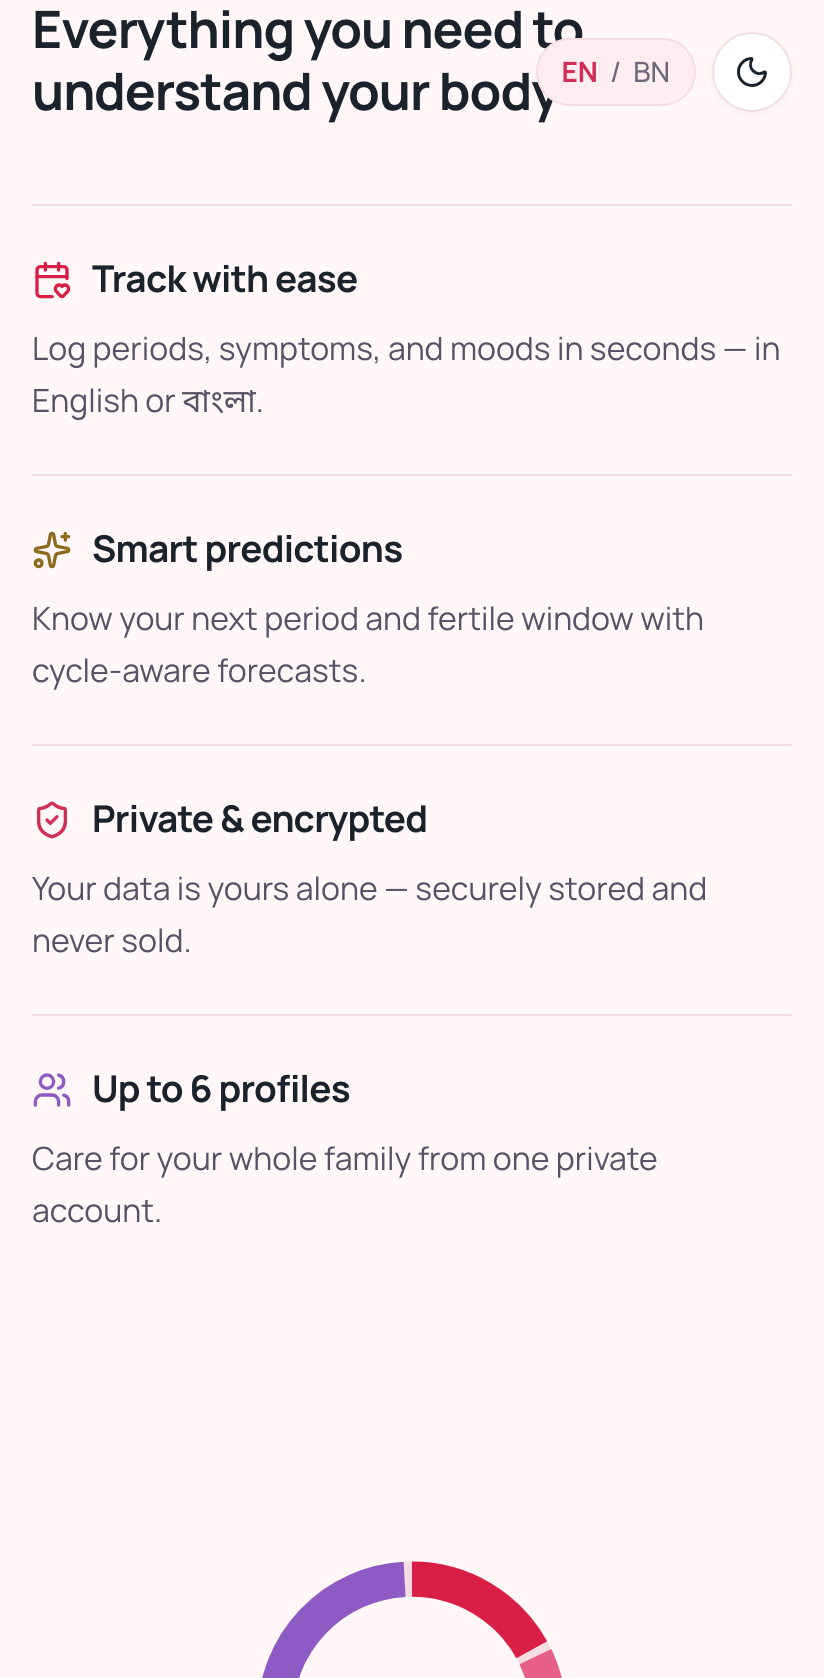 Everything you need to
understand your body
EN / BN
Track with ease
Log periods, symptoms, and moods in seconds — in
English or বাংলা.
Smart predictions
Know your next period and fertile window with
cycle-aware forecasts.
Private & encrypted
Your data is yours alone — securely stored and
never sold.
Up to 6 profiles
Care for your whole family from one private
account.